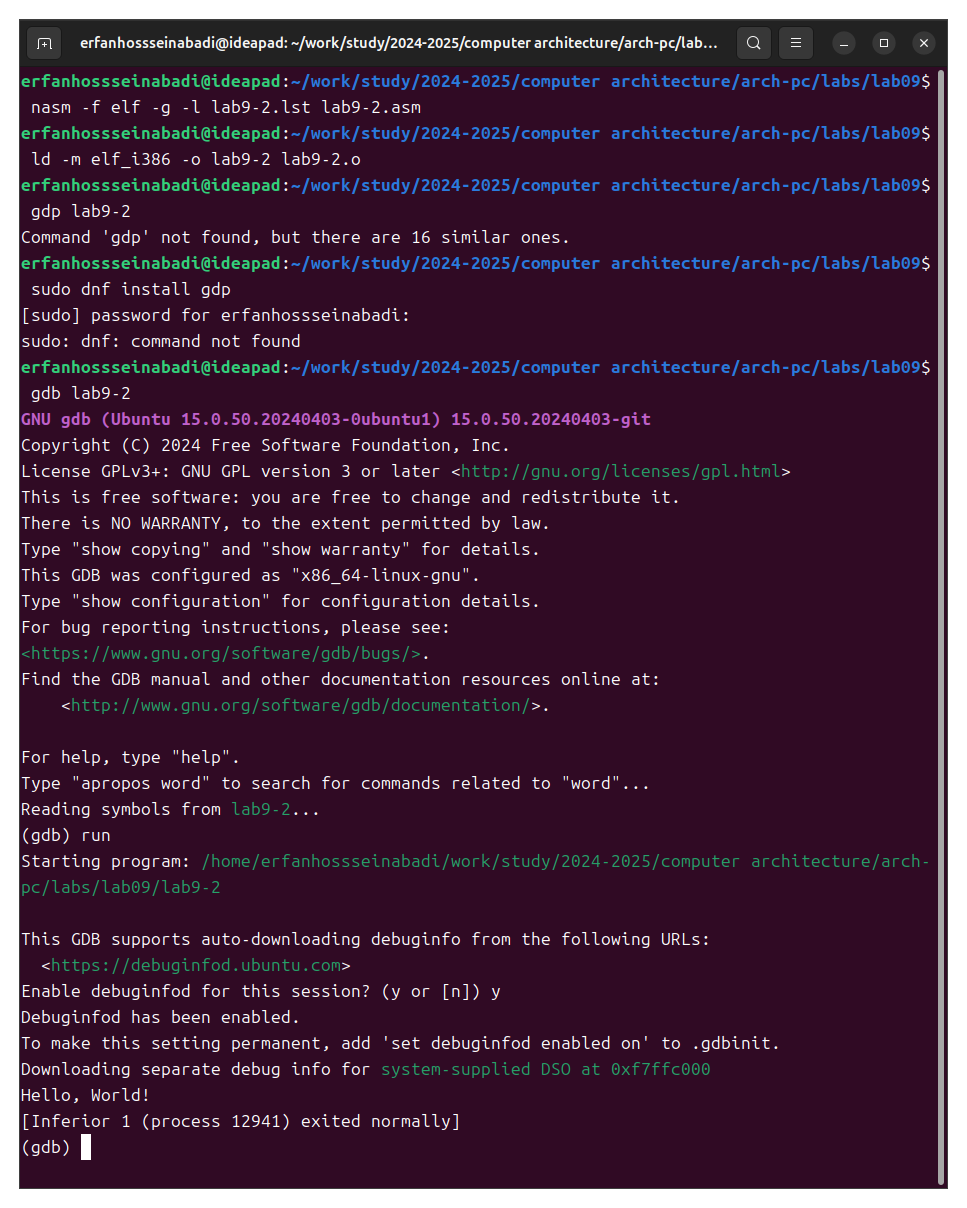 erfanhossseinabadi@ideapad: ~/work/study/2024-2025/computer architecture/arch-pc/lab...
erfanhossseinabadi@ideapad:~/work/study/2024-2025/computer architecture/arch-pc/labs/lab09$
nasm -f elf -g -l lab9-2.lst lab9-2.asm
erfanhossseinabadi@ideapad:~/work/study/2024-2025/computer architecture/arch-pc/labs/lab09$
ld -m elf_i386 -o lab9-2 lab9-2.o
erfanhossseinabadi@ideapad:~/work/study/2024-2025/computer architecture/arch-pc/labs/lab09$
gdp lab9-2
Command 'gdp' not found, but there are 16 similar ones.
erfanhossseinabadi@ideapad:~/work/study/2024-2025/computer architecture/arch-pc/labs/lab09$
sudo dnf install gdp
[sudo] password for erfanhossseinabadi:
sudo: dnf: command not found
erfanhossseinabadi@ideapad:~/work/study/2024-2025/computer architecture/arch-pc/labs/lab09$
gdb lab9-2
GNU gdb (Ubuntu 15.0.50.20240403-0ubuntu1) 15.0.50.20240403-git
Copyright (C) 2024 Free Software Foundation, Inc.
License GPLv3+: GNU GPL version 3 or later <http://gnu.org/licenses/gpl.html>
This is free software: you are free to change and redistribute it.
There is NO WARRANTY, to the extent permitted by law.
Type "show copying" and "show warranty" for details.
This GDB was configured as "x86_64-linux-gnu".
Type "show configuration" for configuration details.
For bug reporting instructions, please see:
<https://www.gnu.org/software/gdb/bugs/>.
Find the GDB manual and other documentation resources online at:
<http://www.gnu.org/software/gdb/documentation/>.
For help, type "help".
Type "apropos word" to search for commands related to "word"...
Reading symbols from lab9-2...
(gdb) run
Starting program: /home/erfanhossseinabadi/work/study/2024-2025/computer architecture/arch-
pc/labs/lab09/lab9-2
This GDB supports auto-downloading debuginfo from the following URLs:
<https://debuginfod.ubuntu.com>
Enable debuginfod for this session? (y or [n]) y
Debuginfod has been enabled.
To make this setting permanent, add 'set debuginfod enabled on' to .gdbinit.
Downloading separate debug info for system-supplied DSO at 0xf7ffc000
Hello, World!
[Inferior 1 (process 12941) exited normally]
(gdb)